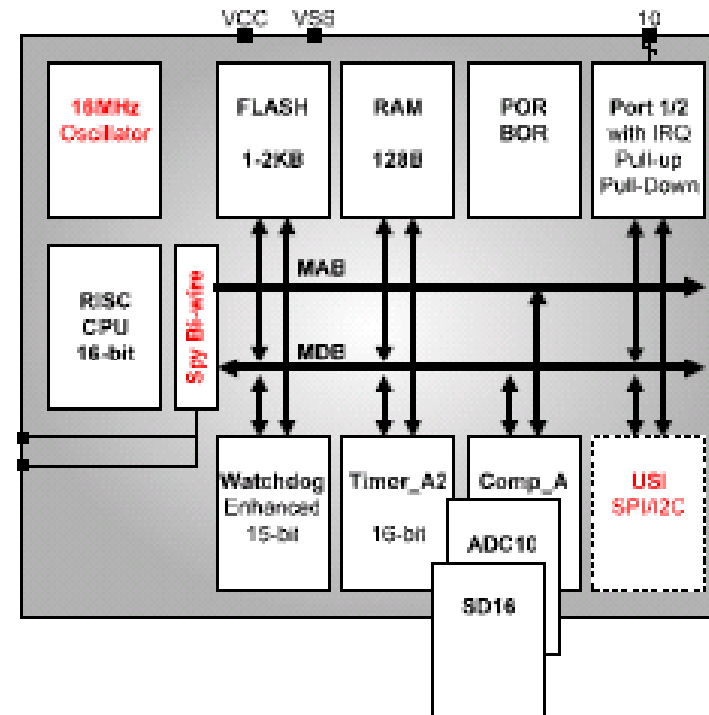 VCC VSS 10
16MHz
Oscillator
FLASH
1-2KB
RAM
128B
POR
BOR
Port 1/2
with IRQ
Pull-up
Pull-Down
RISC
CPU
16-bit
Spy Bi-wire
MAB
MDB
Watchdog
Enhanced
15-bit
Timer_A2
16-bit
Comp_A
ADC10
SD16
USI
SPI/I2C